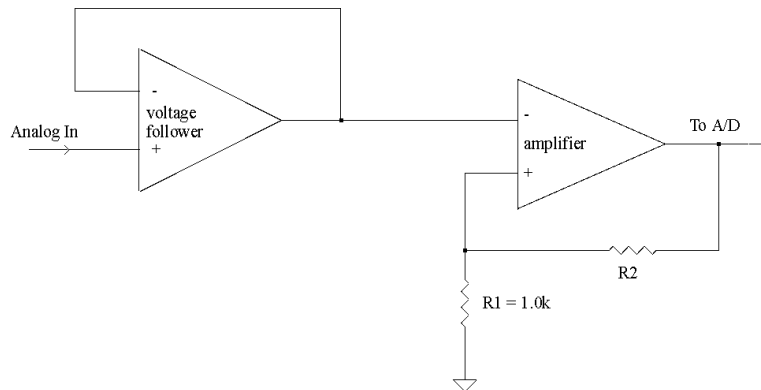 -
voltage
follower
+
Analog In
-
amplifier
+
To A/D
R2
R1 = 1.0k